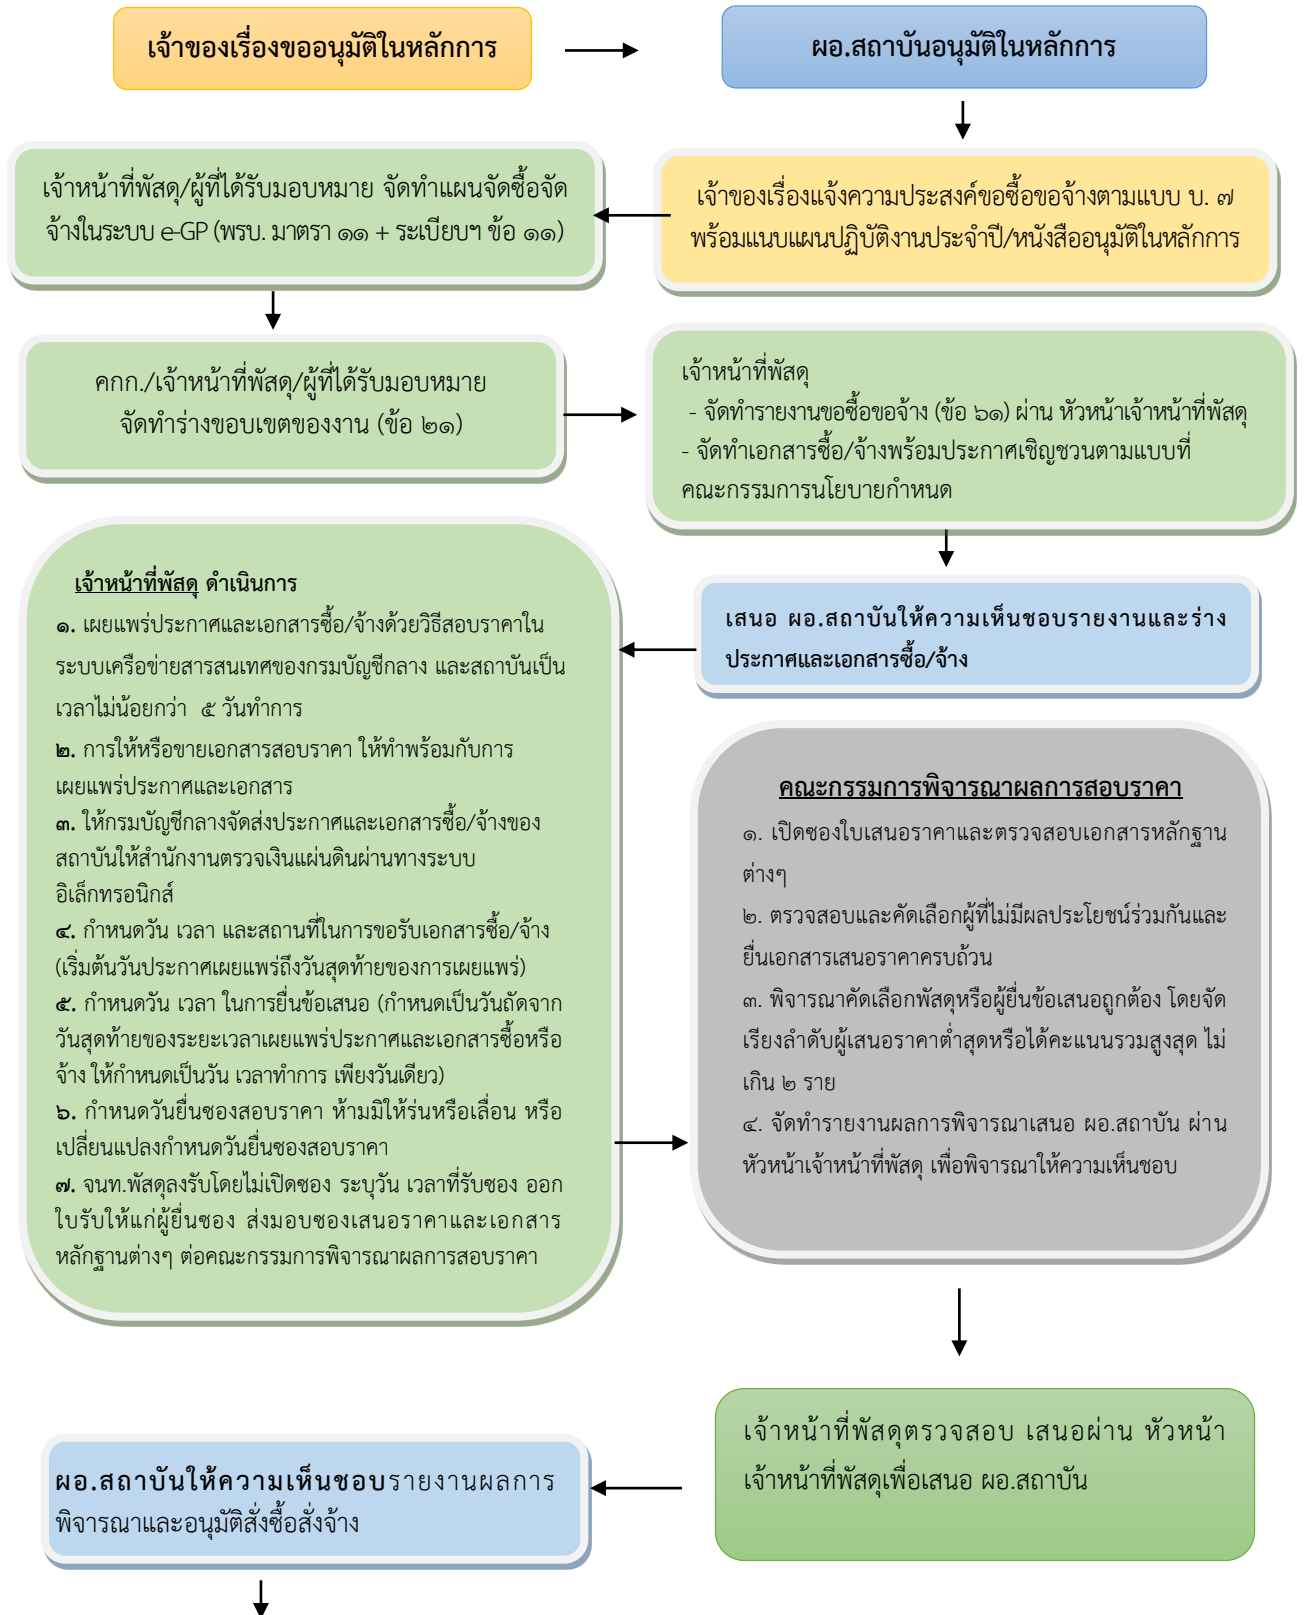 เจ้าของเรื่องขออนุมัติในหลักการ
ผอ.สถาบันอนุมัติในหลักการ
เจ้าของเรื่องแจ้งความประสงค์ขอซื้อขอจ้างตามแบบ บ. ๗
พร้อมแนบแผนปฏิบัติงานประจำปี/หนังสืออนุมัติในหลักการ
เจ้าหน้าที่พัสดุ/ผู้ที่ได้รับมอบหมาย จัดทำแผนจัดซื้อจัด
จ้างในระบบ e-GP (พรบ. มาตรา ๑๑ + ระเบียบฯ ข้อ ๑๑)
คกก./เจ้าหน้าที่พัสดุ/ผู้ที่ได้รับมอบหมาย
จัดทำร่างขอบเขตของงาน (ข้อ ๒๑)
เจ้าหน้าที่พัสดุ
- จัดทำรายงานขอซื้อขอจ้าง (ข้อ ๖๑) ผ่าน หัวหน้าเจ้าหน้าที่พัสดุ
- จัดทำเอกสารซื้อ/จ้างพร้อมประกาศเชิญชวนตามแบบที่
คณะกรรมการนโยบายกำหนด
เสนอ ผอ.สถาบันให้ความเห็นชอบรายงานและร่าง
ประกาศและเอกสารซื้อ/จ้าง
เจ้าหน้าที่พัสดุ ดำเนินการ
๑. เผยแพร่ประกาศและเอกสารซื้อ/จ้างด้วยวิธีสอบราคาใน
ระบบเครือข่ายสารสนเทศของกรมบัญชีกลาง และสถาบันเป็น
เวลาไม่น้อยกว่า ๕ วันทำการ
๒. การให้หรือขายเอกสารสอบราคา ให้ทำพร้อมกับการ
เผยแพร่ประกาศและเอกสาร
๓. ให้กรมบัญชีกลางจัดส่งประกาศและเอกสารซื้อ/จ้างของ
สถาบันให้สำนักงานตรวจเงินแผ่นดินผ่านทางระบบ
อิเล็กทรอนิกส์
๔. กำหนดวัน เวลา และสถานที่ในการขอรับเอกสารซื้อ/จ้าง
(เริ่มต้นวันประกาศเผยแพร่ถึงวันสุดท้ายของการเผยแพร่)
๕. กำหนดวัน เวลา ในการยื่นข้อเสนอ (กำหนดเป็นวันถัดจาก
วันสุดท้ายของระยะเวลาเผยแพร่ประกาศและเอกสารซื้อหรือ
จ้าง ให้กำหนดเป็นวัน เวลาทำการ เพียงวันเดียว)
๖. กำหนดวันยื่นซองสอบราคา ห้ามมิให้ร่นหรือเลื่อน หรือ
เปลี่ยนแปลงกำหนดวันยื่นซองสอบราคา
๗. จนท.พัสดุลงรับโดยไม่เปิดซอง ระบุวัน เวลาที่รับซอง ออก
ใบรับให้แก่ผู้ยื่นซอง ส่งมอบซองเสนอราคาและเอกสาร
หลักฐานต่างๆ ต่อคณะกรรมการพิจารณาผลการสอบราคา
คณะกรรมการพิจารณาผลการสอบราคา
๑. เปิดซองใบเสนอราคาและตรวจสอบเอกสารหลักฐาน
ต่างๆ
๒. ตรวจสอบและคัดเลือกผู้ที่ไม่มีผลประโยชน์ร่วมกันและ
ยื่นเอกสารเสนอราคาครบถ้วน
๓. พิจารณาคัดเลือกพัสดุหรือผู้ยื่นข้อเสนอถูกต้อง โดยจัด
เรียงลำดับผู้เสนอราคาต่ำสุดหรือได้คะแนนรวมสูงสุด ไม่
เกิน ๒ ราย
๔. จัดทำรายงานผลการพิจารณาเสนอ ผอ.สถาบัน ผ่าน
หัวหน้าเจ้าหน้าที่พัสดุ เพื่อพิจารณาให้ความเห็นชอบ
เจ้าหน้าที่พัสดุตรวจสอบ เสนอผ่าน หัวหน้า
เจ้าหน้าที่พัสดุเพื่อเสนอ ผอ.สถาบัน
ผอ.สถาบันให้ความเห็นชอบรายงานผลการ
พิจารณาและอนุมัติสั่งซื้อสั่งจ้าง